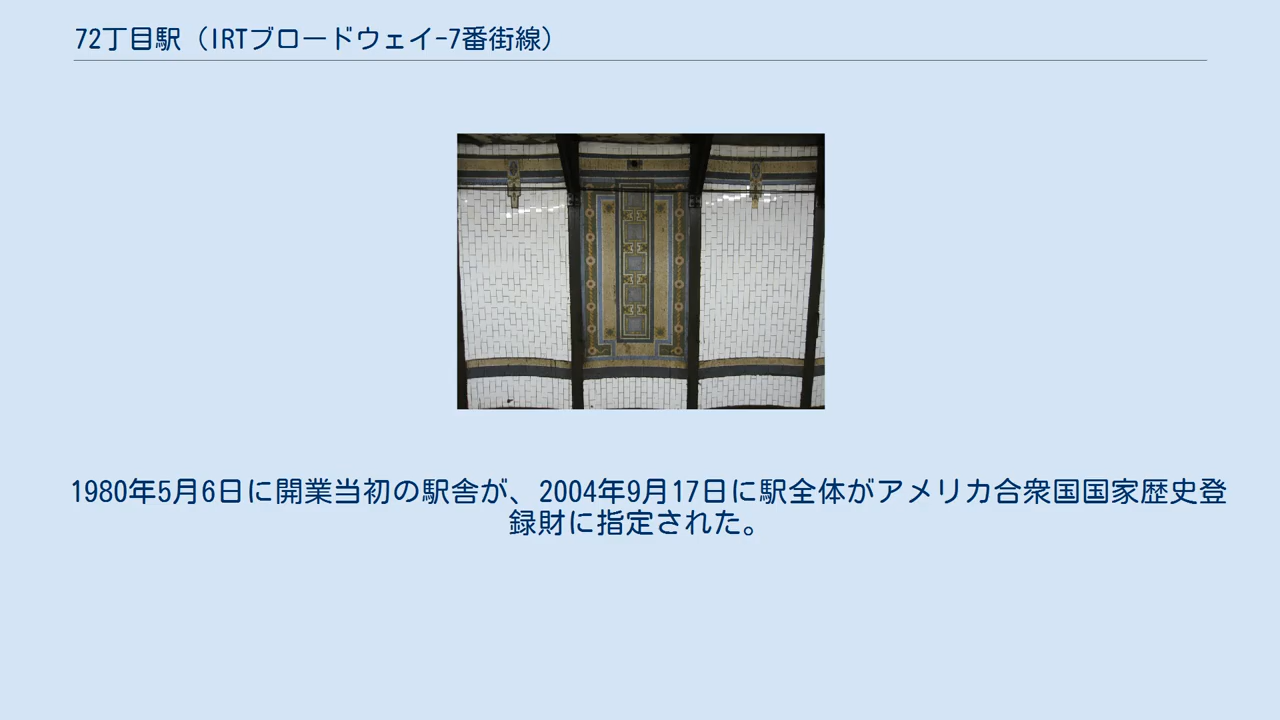 72丁目駅（IRTブロードウェイ-7番街線）
1980年5月6日に開業当初の駅舎が、2004年9月17日に駅全体がアメリカ合衆国国家歴史登
録財に指定された。